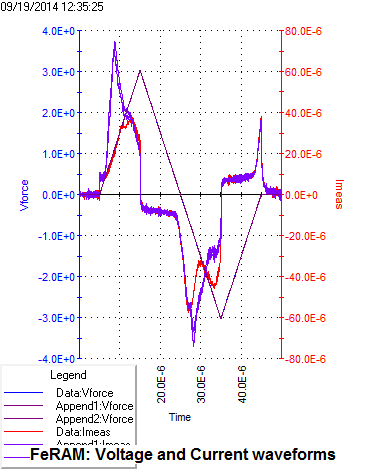 09/19/2014 12:35:25
4.0E+0
3.0E+0
2.0E+0
1.0E+0
0.0E+0
-1.0E+0
-2.0E+0
-3.0E+0
-4.0E+0
Vforce
80.0E-6
60.0E-6
40.0E-6
20.0E-6
0.0E+0
-20.0E-6
-40.0E-6
-60.0E-6
-80.0E-6
Imeas
20.0E-6
30.0E-6
40.0E-6
Time
Legend
Data:Vforce
Append1:Vforce
Append2:Vforce
Data:Imeas
Append1:Imeas
FeRAM: Voltage and Current waveforms